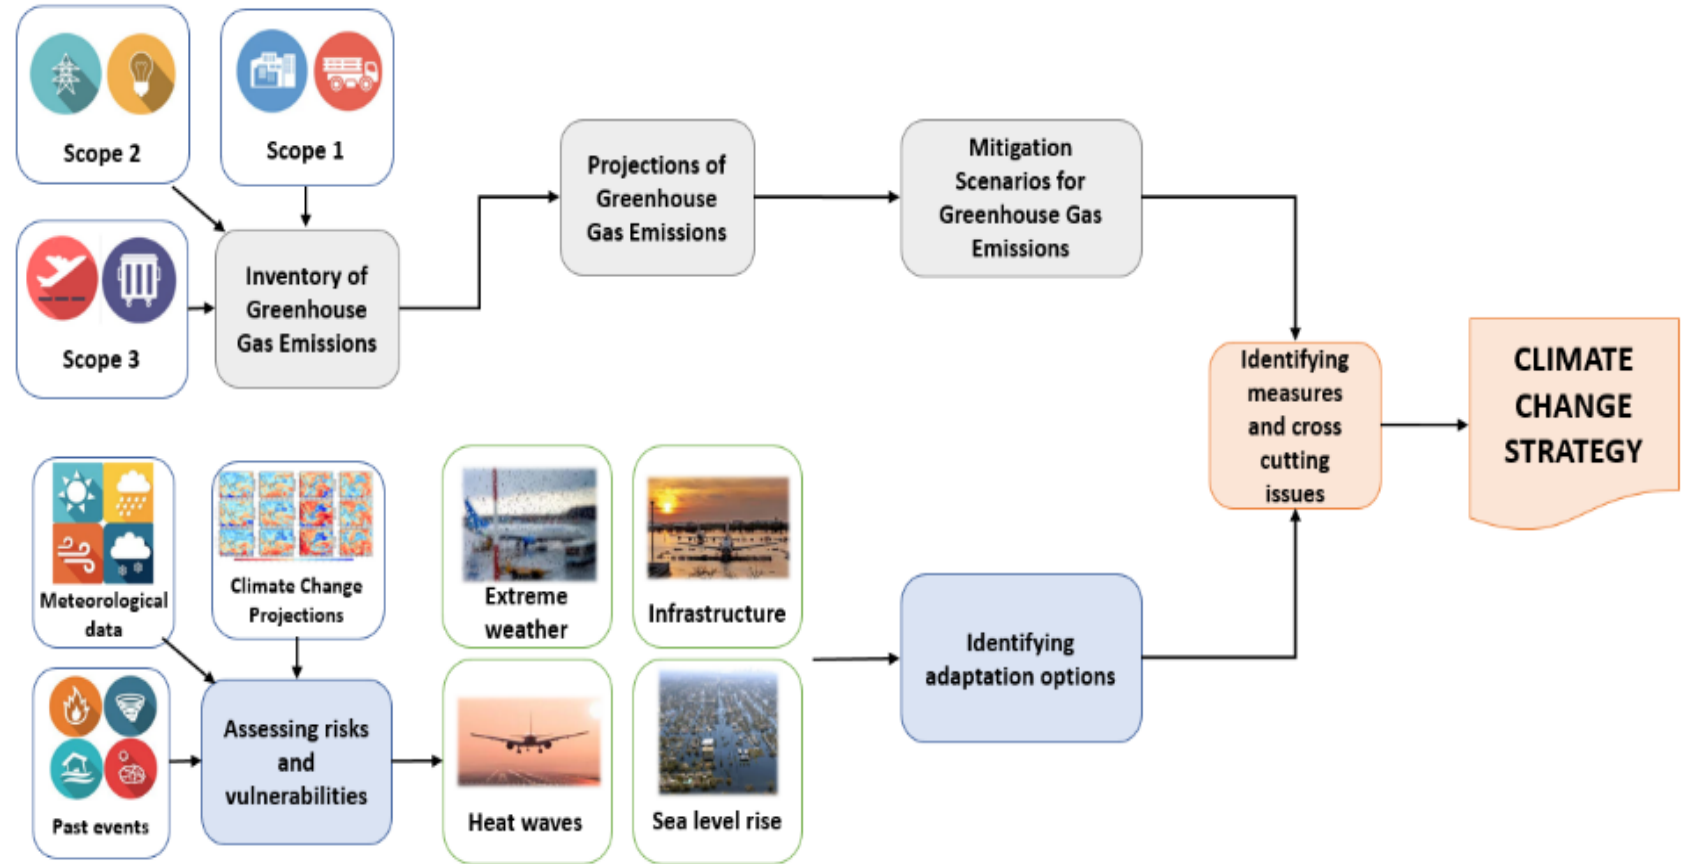 Scope 2
Scope 1
Scope 3
Inventory of
Greenhouse
Gas Emissions
Projections of
Greenhouse
Gas Emissions
Mitigation
Scenarios for
Greenhouse Gas
Emissions
Identifying
measures
and cross
cutting
issues
CLIMATE
CHANGE
STRATEGY
Meteorological
data
Climate Change
Projections
Past events
Assessing risks
and
vulnerabilities
Extreme
weather
Infrastructure
Heat waves
Sea level rise
Identifying
adaptation options